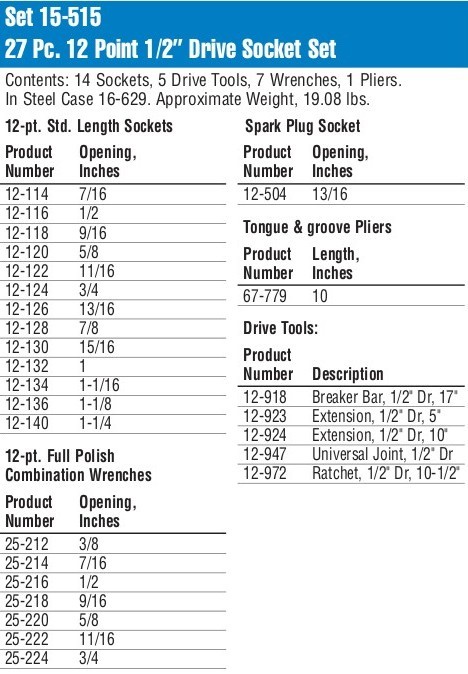 Set 15-515
27 Pc. 12 Point 1/2” Drive Socket Set
Contents: 14 Sockets, 5 Drive Tools, 7 Wrenches, 1 Pliers.
In Steel Case 16-629. Approximate Weight, 19.08 lbs.
12-pt. Std. Length Sockets
Product Opening,
Number Inches
12-114 7/16
12-116 1/2
12-118 9/16
12-120 5/8
12-122 11/16
12-124 3/4
12-126 13/16
12-128 7/8
12-130 15/16
12-132 1
12-134 1-1/16
12-136 1-1/8
12-140 1-1/4
12-pt. Full Polish
Combination Wrenches
Product Opening,
Number Inches
25-212 3/8
25-214 7/16
25-216 1/2
25-218 9/16
25-220 5/8
25-222 11/16
25-224 3/4
Spark Plug Socket
Product Opening,
Number Inches
12-504 13/16
Tongue & groove Pliers
Product Length,
Number Inches
67-779 10
Drive Tools:
Product
Number Description
12-918 Breaker Bar, 1/2" Dr, 17"
12-923 Extension, 1/2" Dr, 5"
12-924 Extension, 1/2" Dr, 10"
12-947 Universal Joint, 1/2" Dr
12-972 Ratchet, 1/2" Dr, 10-1/2"